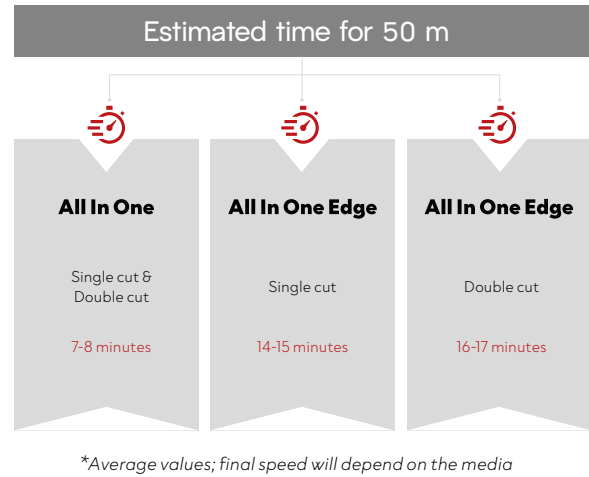 Estimated time for 50 m
All In One
Single cut &
Double cut
7-8 minutes
All In One Edge
Single cut
14-15 minutes
All In One Edge
Double cut
16-17 minutes
*Average values; final speed will depend on the media